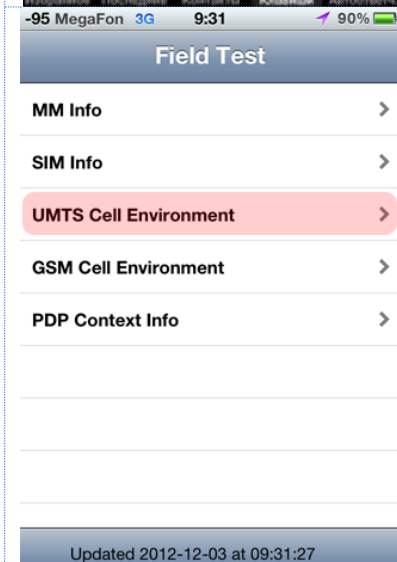 -95 MegaFon 3G 9:31 90%
Field Test
MM Info
SIM Info
UMTS Cell Environment
GSM Cell Environment
PDP Context Info
Updated 2012-12-03 at 09:31:27